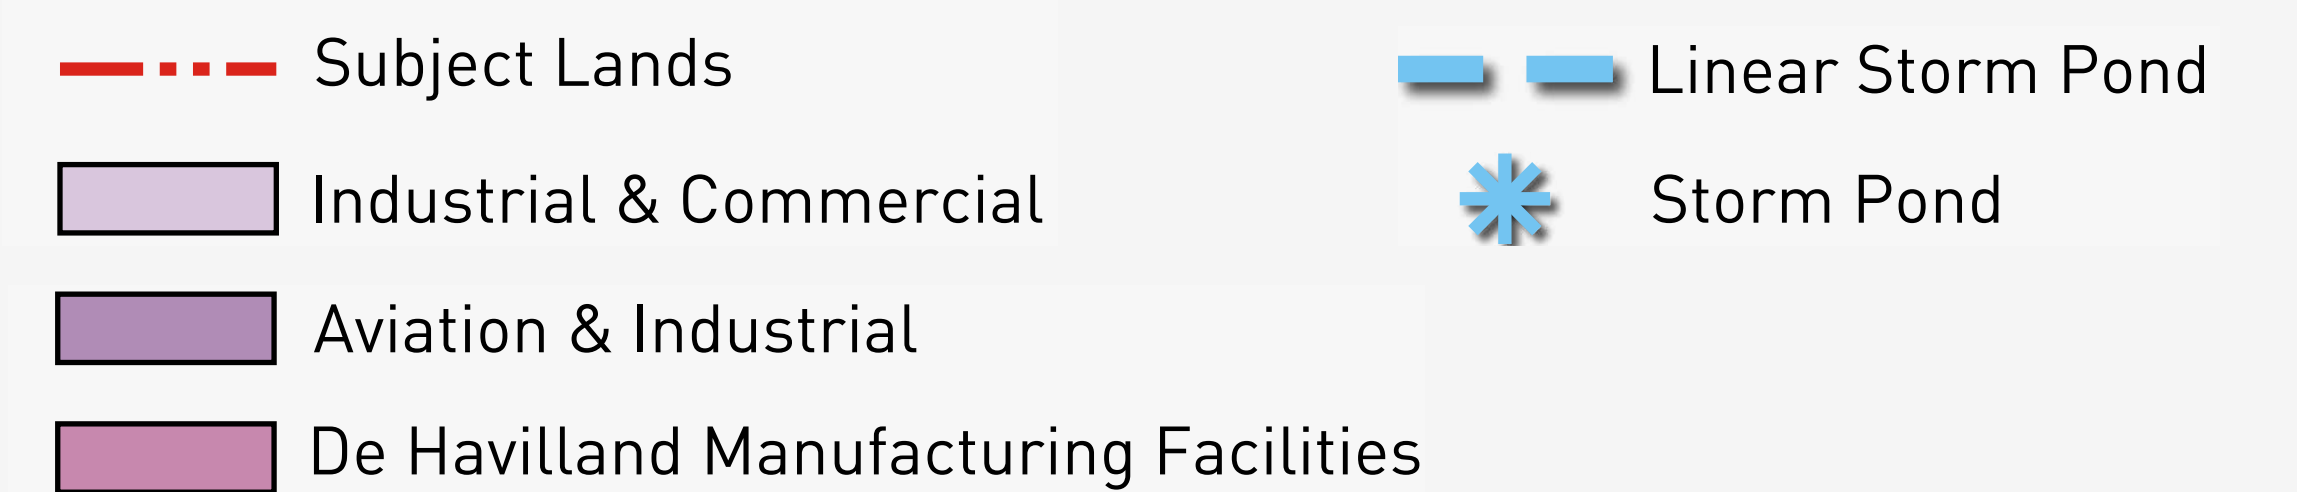 Subject Lands
Industrial & Commercial
Aviation & Industrial
De Havilland Manufacturing Facilities
Linear Storm Pond
Storm Pond